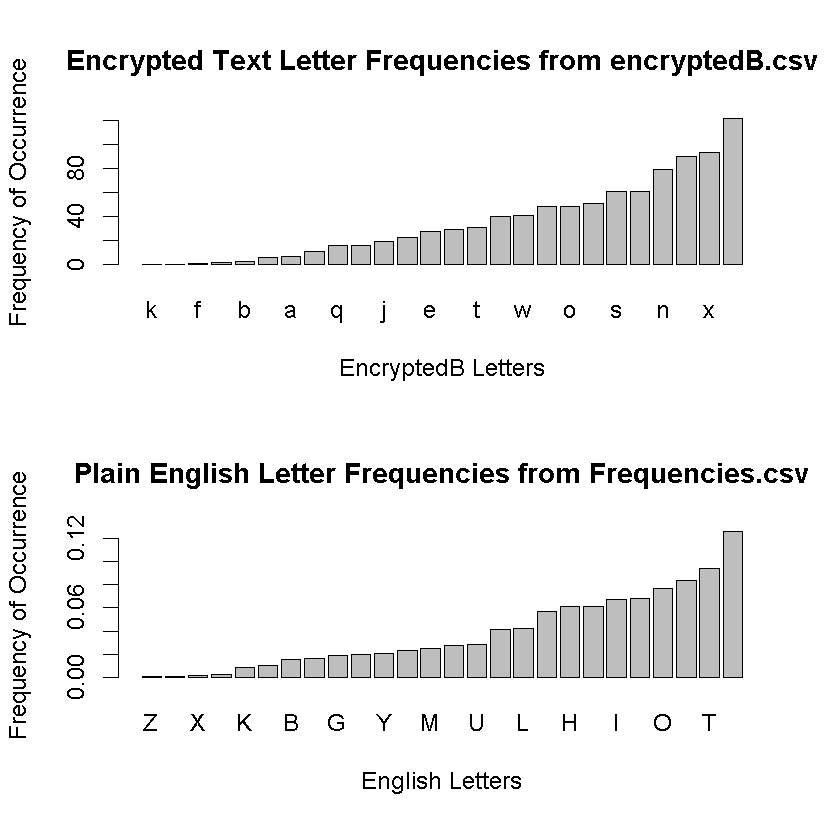 Encrypted Text Letter Frequencies from encryptedB.csv
Frequency of Occurrence
80
40
0
k f b a q j e t w o s n x
EncryptedB Letters
Plain English Letter Frequencies from Frequencies.csv
Frequency of Occurrence
0.12
0.06
0.00
Z X K B G Y M U L H I O T
English Letters